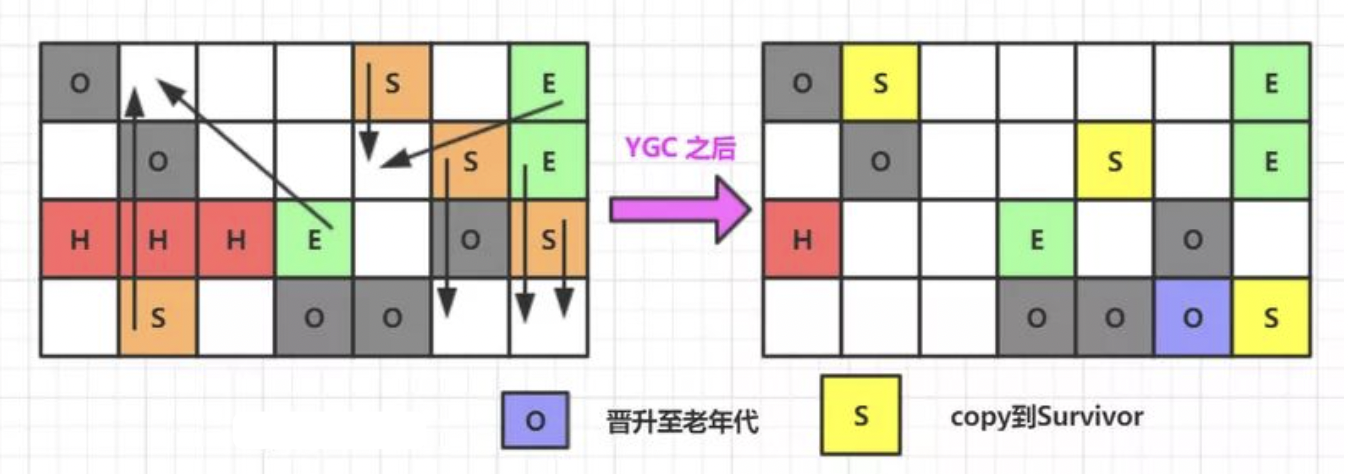 O S E O S E
YGC 之后
O S E O S E
H H H E O S H E O
S O O O O O S
O 晋升至老年代 S copy到Survivor